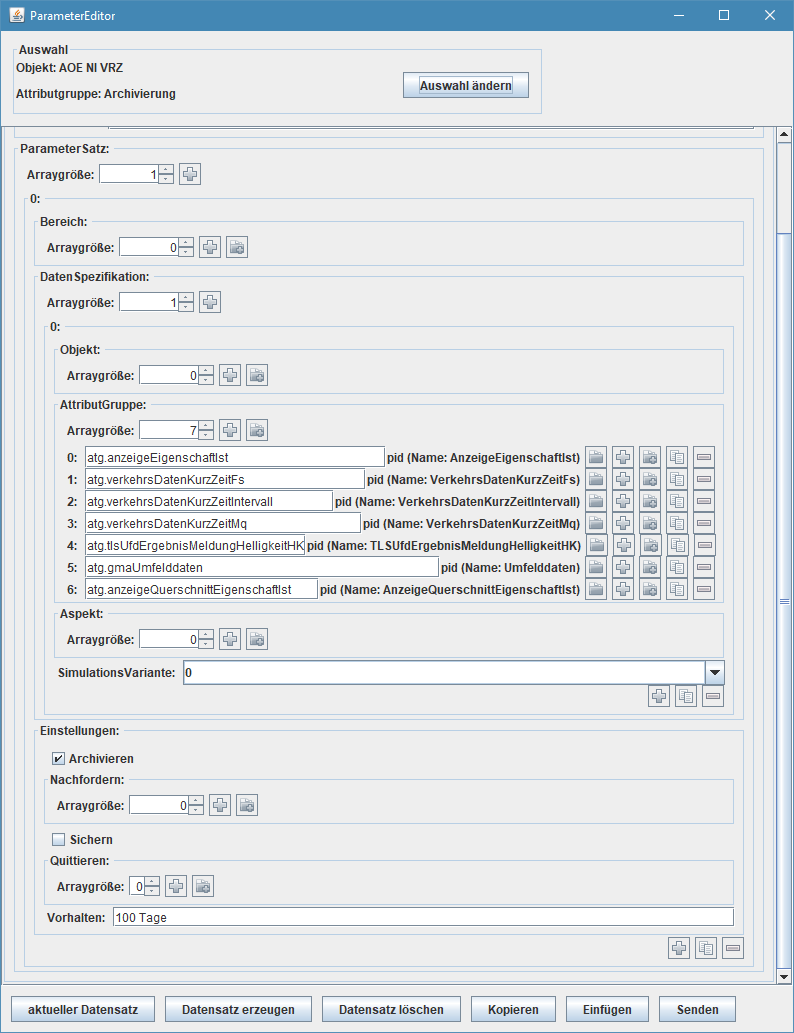 ParameterEditor
Auswahl
Objekt: AOE NI VRZ
Attributgruppe: Archivierung
Auswahl ändern
ParameterSatz:
Arraygröße: 1
0:
Bereich:
Arraygröße: 0
DatenSpezifikation:
Arraygröße: 1
0:
Objekt:
Arraygröße: 0
AttributGruppe:
Arraygröße: 7
0: atg.anzeigeEigenschaftIst pid (Name: AnzeigeEigenschaftIst)
1: atg.verkehrsDatenKurzZeitFs pid (Name: VerkehrsDatenKurzZeitFs)
2: atg.verkehrsDatenKurzZeitIntervall pid (Name: VerkehrsDatenKurzZeitIntervall)
3: atg.verkehrsDatenKurzZeitMq pid (Name: VerkehrsDatenKurzZeitMq)
4: atg.tlsUfdErgebnisMeldungHelligkeitHK pid (Name: TLSUfdErgebnisMeldungHelligkeitHK)
5: atg.gmaUmfelddaten pid (Name: Umfelddaten)
6: atg.anzeigeQuerschnittEigenschaftIst pid (Name: AnzeigeQuerschnittEigenschaftIst)
Aspekt:
Arraygröße: 0
SimulationsVariante: 0
Einstellungen:
Archivieren
Nachfordern:
Arraygröße: 0
Sichern
Quittieren:
Arraygröße: 0
Vorhalten: 100 Tage
aktueller Datensatz Datensatz erzeugen Datensatz löschen Kopieren Einfügen Senden